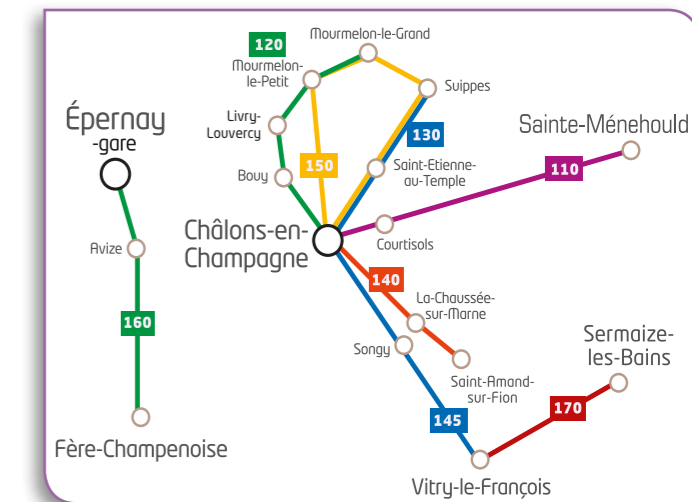 Mourmelon-le-Grand
120
Mourmelon-
le-Petit
Suippes
Épernay
-gare
Livry-
Louvercy
130
Sainte-Ménehould
150
Saint-Etienne-
au-Temple
110
Bouy
Châlons-en-
Champagne
Courtisols
Avize
140
La-Chaussée-
sur-Marne
160
Songy
Sermaize-
les-Bains
Saint-Amand-
sur-Fion
170
145
Fère-Champenoise
Vitry-le-François